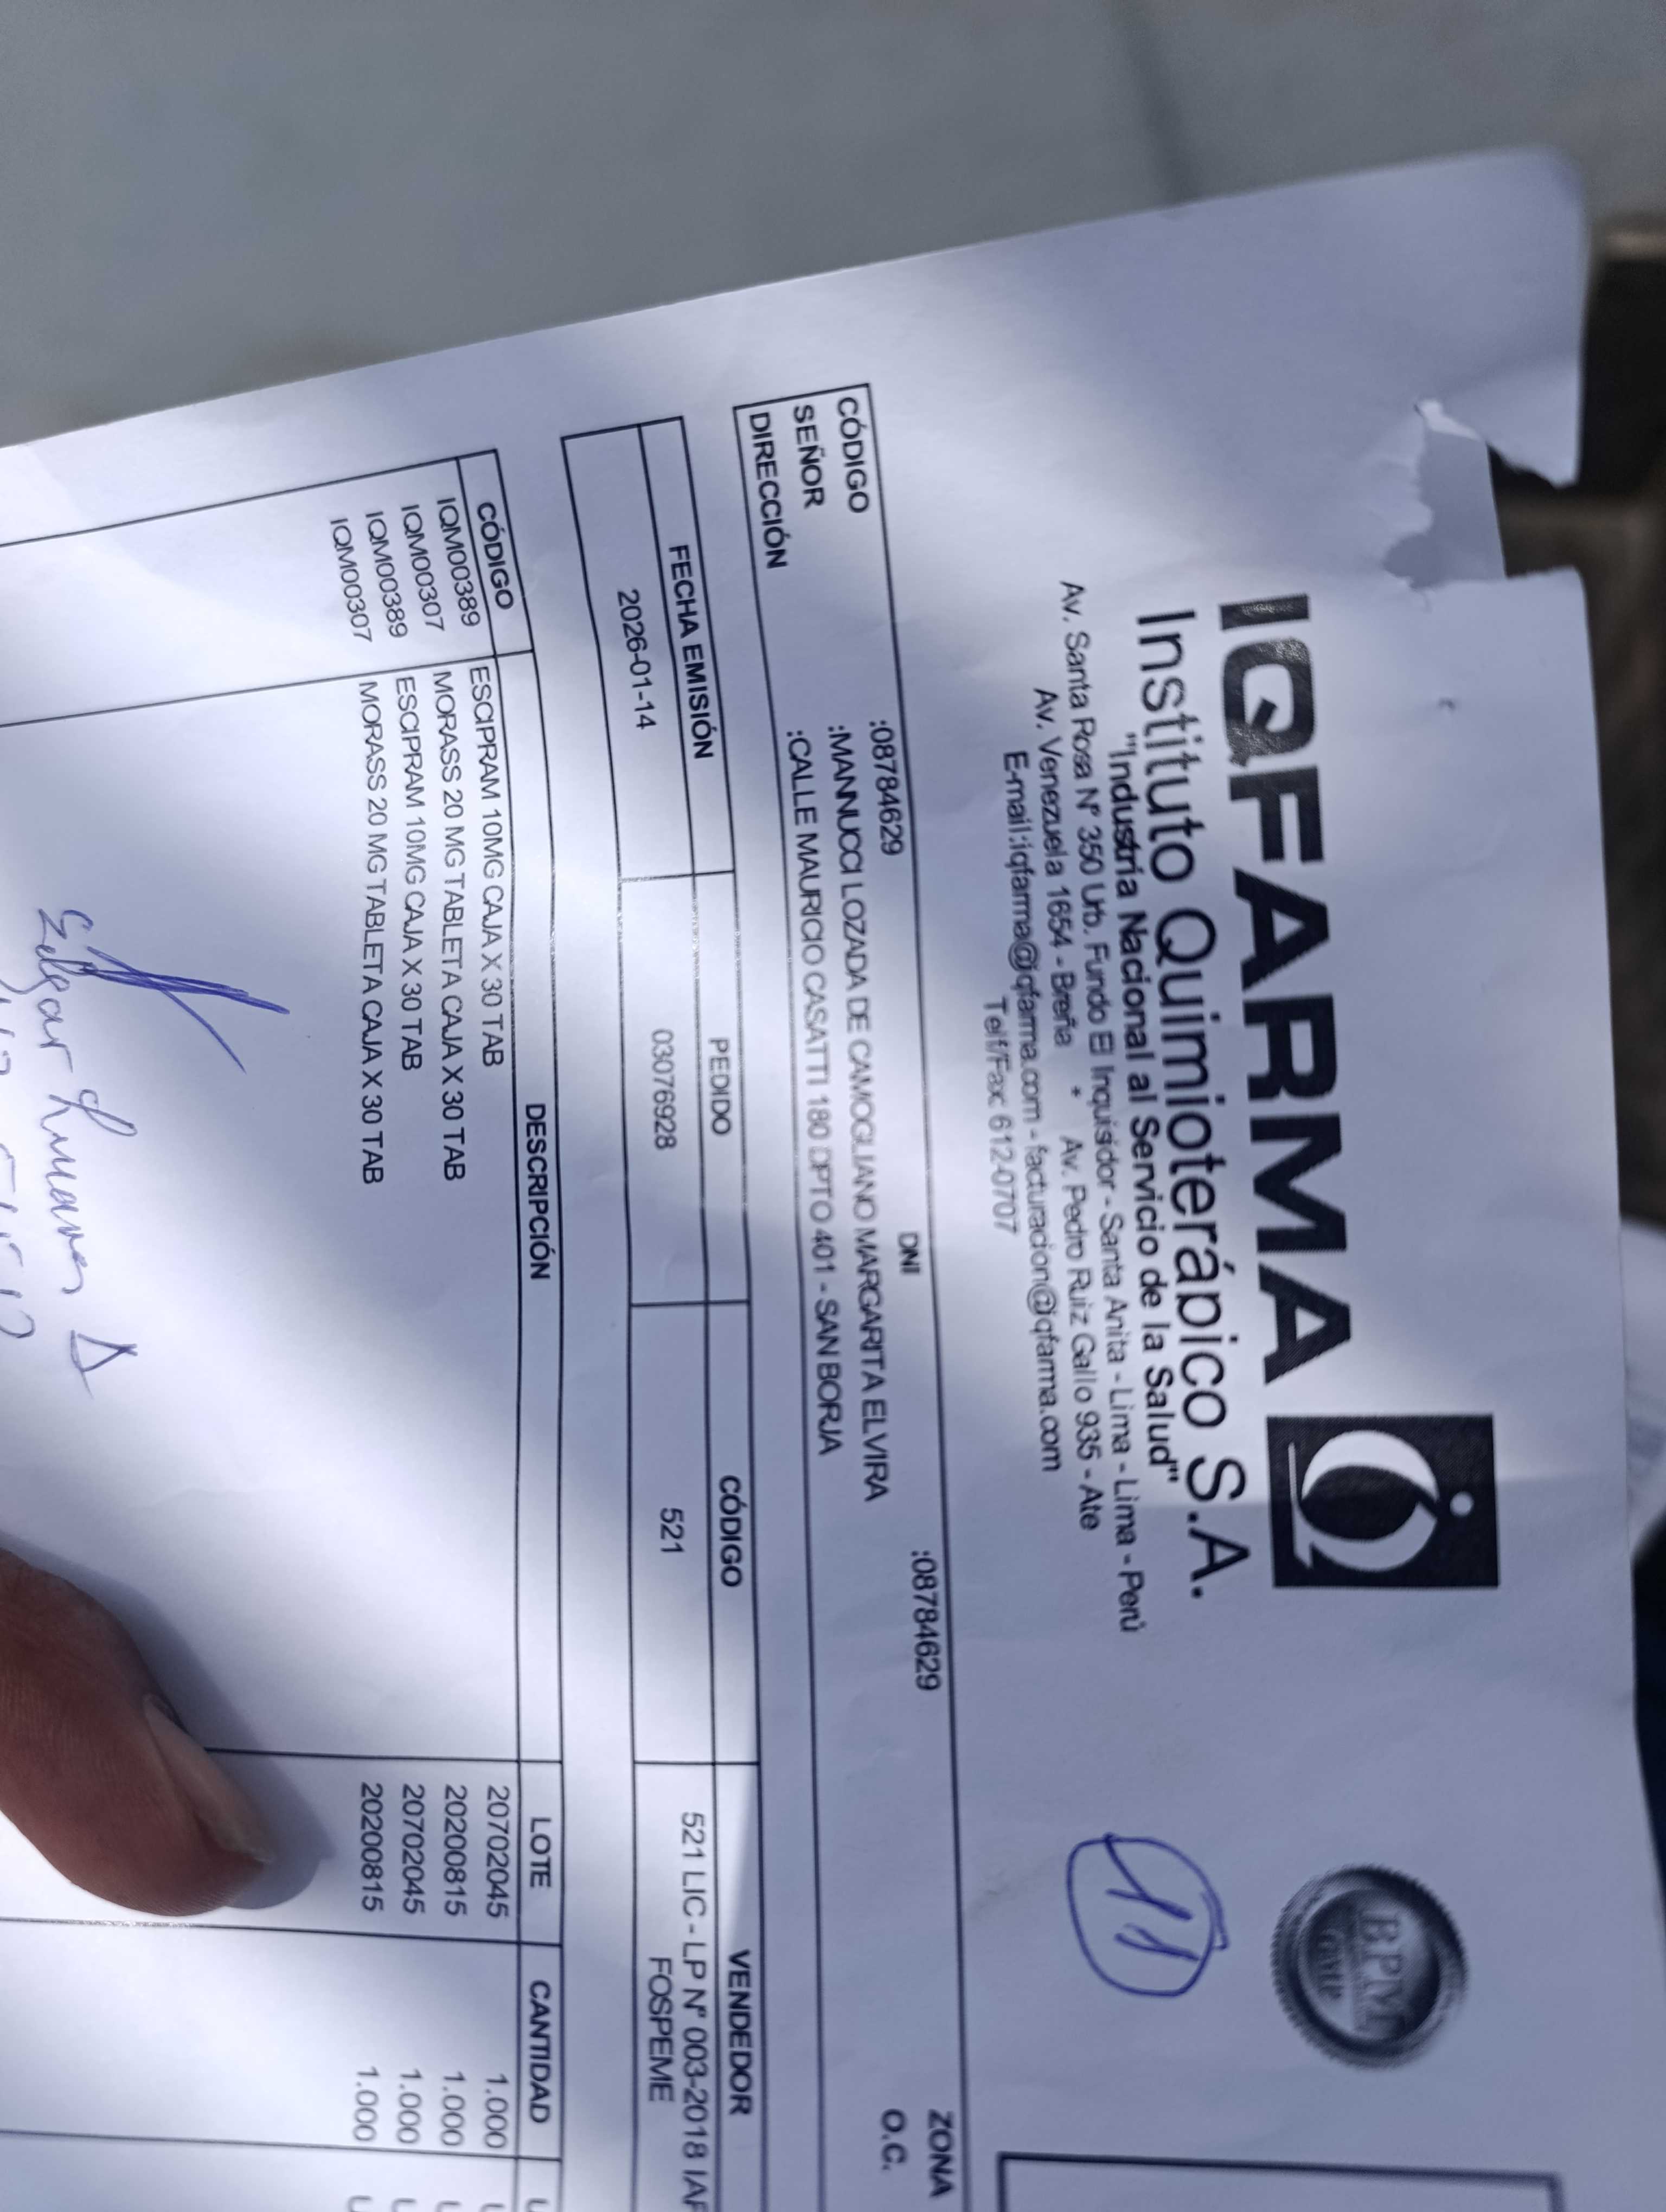 IQFARMA
Instituto Quimioterápico S.A.
"Industria Nacional al Servicio de la Salud"
Av. Santa Rosa Nº 350 Urb. Fundo El Inquisidor - Santa Anita - Lima - Lima - Perú
Av. Venezuela 1654 - Breña * Av. Pedro Ruiz Gallo 935 - Ate
E-mail:iqfarma@iqfarma.com - facturacion@iqfarma.com
Telf/Fax: 612-0707
BPM
GMP
11
CÓDIGO :08784629 DNI :08784629 ZONA
SEÑOR :MANNUCCI LOZADA DE CAMOGLIANO MARGARITA ELVIRA O.C.
DIRECCIÓN :CALLE MAURICIO CASATTI 180 DPTO 401 - SAN BORJA
FECHA EMISIÓN PEDIDO CÓDIGO VENDEDOR
2026-01-14 03076928 521 521 LIC - LP Nº 003-2018 IAF
FOSPEME
CÓDIGO DESCRIPCIÓN LOTE CANTIDAD U
IQM00389 ESCIPRAM 10MG CAJA X 30 TAB 20702045 1.000 U
IQM00307 MORASS 20 MG TABLETA CAJA X 30 TAB 20200815 1.000 U
IQM00389 ESCIPRAM 10MG CAJA X 30 TAB 20702045 1.000 U
IQM00307 MORASS 20 MG TABLETA CAJA X 30 TAB 20200815 1.000 U